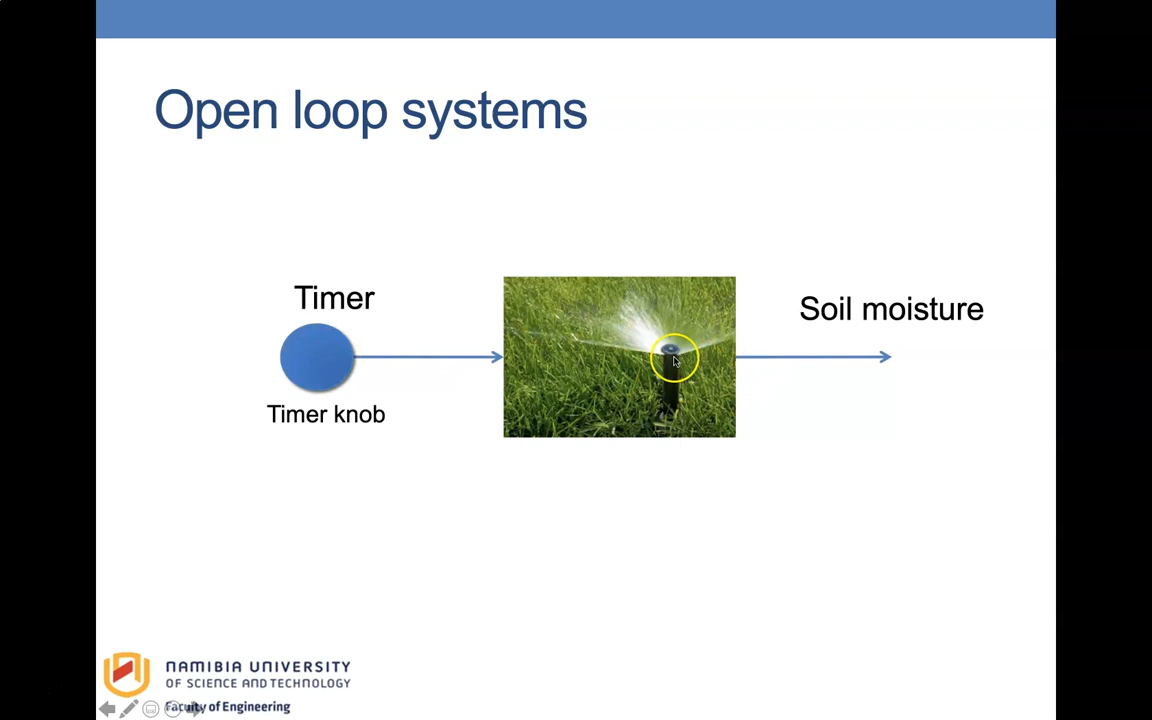 Open loop systems
Timer
Soil moisture
Timer knob
NAMIBIA UNIVERSITY
OF SCIENCE AND TECHNOLOGY
Faculty of Engineering